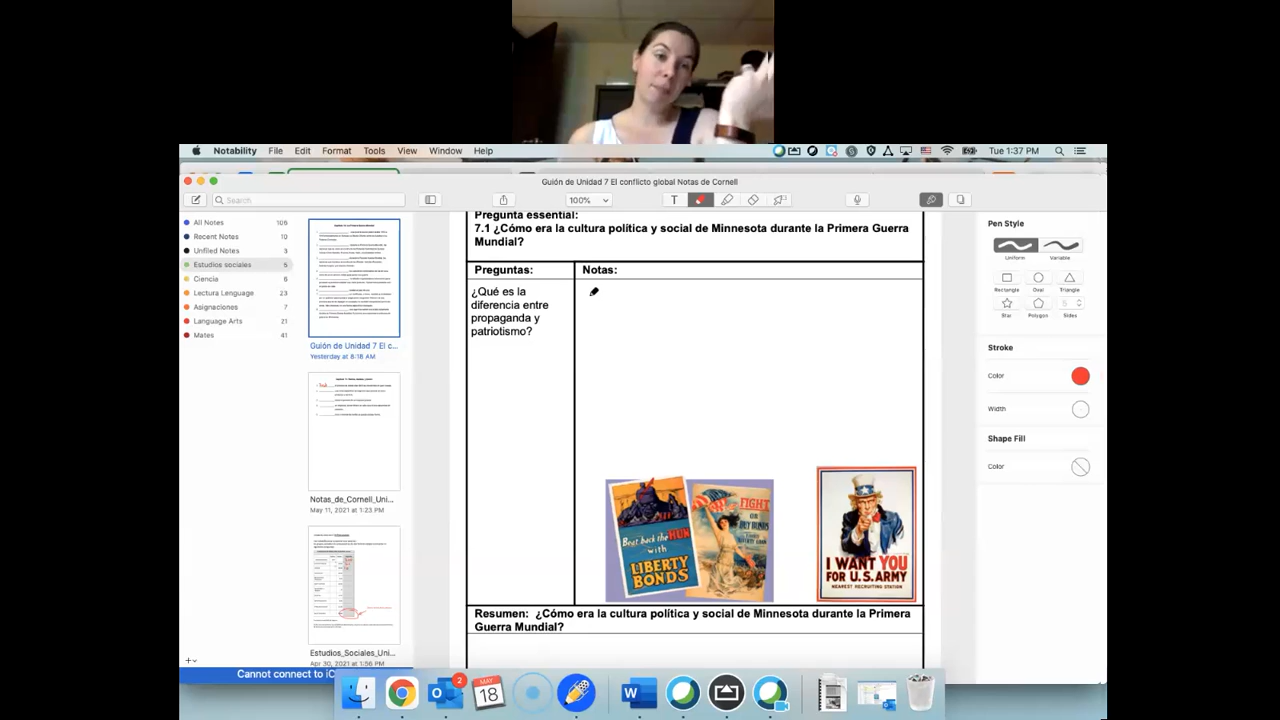 Notability File Edit Format Tools View Window Help Tue 1:37 PM
Guión de Unidad 7 El conflicto global Notas de Cornell
Search
100%
T
All Notes 106
Recent Notes 10
Unfiled Notes 3
Estudios sociales 5
Ciencia 6
Lectura Language 23
Asignaciones 7
Language Arts 21
Mates 41
Guión de Unidad 7 El c...
Yesterday at 8:18 AM
Notas_de_Cornell_Uni...
May 11, 2021 at 1:23 PM
Estudios_Sociales_Uni...
Apr 30, 2021 at 1:56 PM
Cannot connect to iC
Pregunta essential:
7.1 ¿Cómo era la cultura política y social de Minnesota durante la Primera Guerra
Mundial?
Preguntas:
Notas:
¿Qué es la
diferencia entre
propaganda y
patriotismo?
Beat back the HUN
with
LIBERTY
BONDS
FIGHT
OR
BUY BONDS
I WANT YOU
FOR U.S. ARMY
NEAREST RECRUITING STATION
Resumen: ¿Cómo era la cultura política y social de Minnesota durante la Primera
Guerra Mundial?
Pen Style
Uniform Variable
Rectangle Oval Triangle
Star Polygon Sides
5
Stroke
Color
Width
Shape Fill
Color
2
MAY
18
W